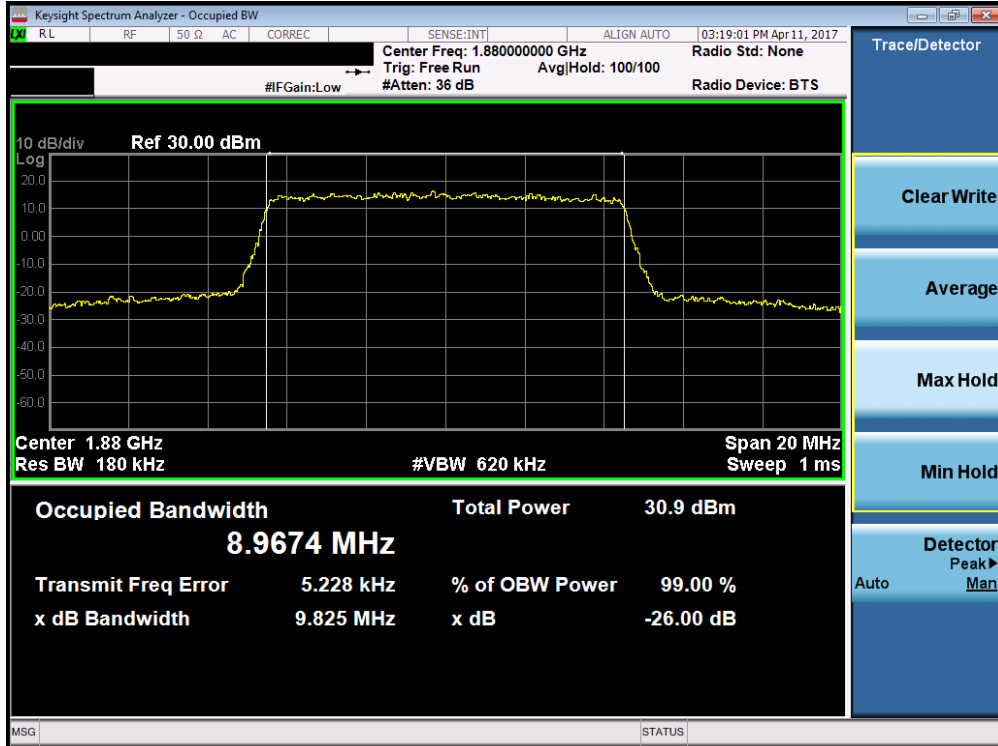 Keysight Spectrum Analyzer - Occupied BW
LXI RL RF 50 Ω AC CORREC SENSE:INT ALIGN AUTO 03:19:01 PM Apr 11, 2017
Center Freq: 1.880000000 GHz Radio Std: None
Trig: Free Run Avg|Hold: 100/100
#IFGain:Low #Atten: 36 dB Radio Device: BTS
10 dB/div Ref 30.00 dBm
Log
20.0
10.0
0.00
-10.0
-20.0
-30.0
-40.0
-50.0
-60.0
Center 1.88 GHz Span 20 MHz
Res BW 180 kHz #VBW 620 kHz Sweep 1 ms
Occupied Bandwidth Total Power 30.9 dBm
8.9674 MHz
Transmit Freq Error 5.228 kHz % of OBW Power 99.00 %
x dB Bandwidth 9.825 MHz x dB -26.00 dB
MSG STATUS
Trace/Detector
Clear Write
Average
Max Hold
Min Hold
Detector
Peak▶
Auto Man